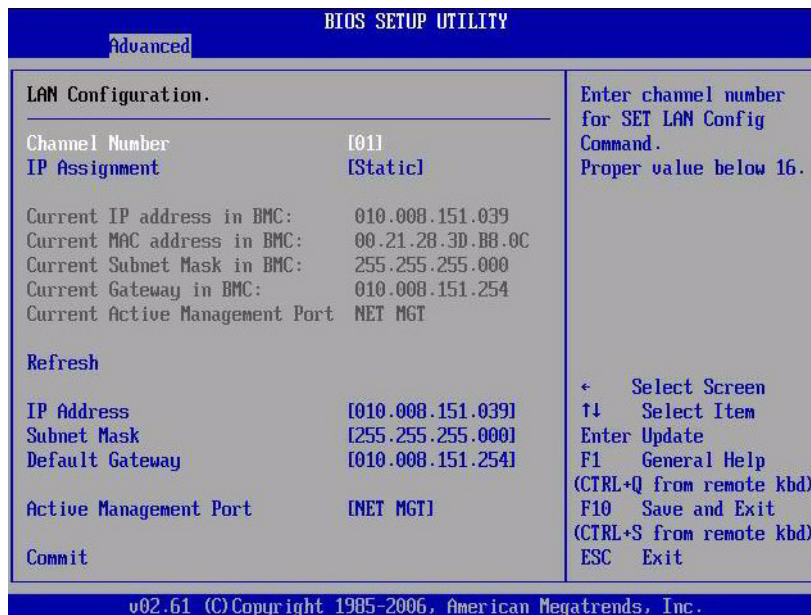 BIOS SETUP UTILITY
Advanced
LAN Configuration.
Channel Number [01]
IP Assignment [Static]
Current IP address in BMC: 010.008.151.039
Current MAC address in BMC: 00.21.28.3D.B8.0C
Current Subnet Mask in BMC: 255.255.255.000
Current Gateway in BMC: 010.008.151.254
Current Active Management Port NET MGT
Refresh
IP Address [010.008.151.039]
Subnet Mask [255.255.255.000]
Default Gateway [010.008.151.254]
Active Management Port [NET MGT]
Commit
Enter channel number
for SET LAN Config
Command.
Proper value below 16.
← Select Screen
↑↓ Select Item
Enter Update
F1 General Help
(CTRL+Q from remote kbd)
F10 Save and Exit
(CTRL+S from remote kbd)
ESC Exit
v02.61 (C)Copyright 1985-2006, American Megatrends, Inc.